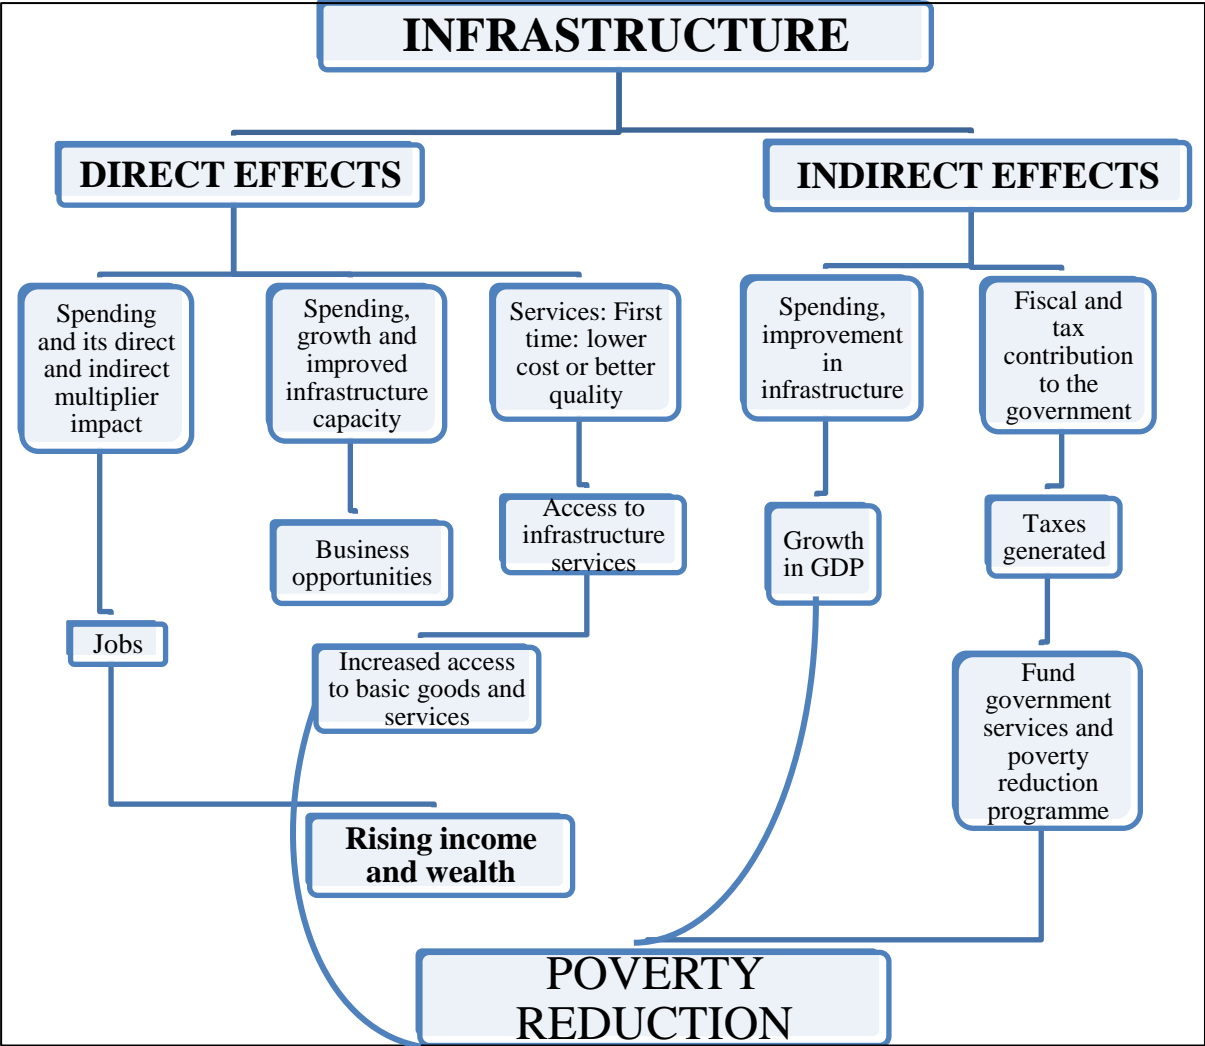 INFRASTRUCTURE
DIRECT EFFECTS
INDIRECT EFFECTS
Spending
and its direct
and indirect
multiplier
impact
Spending,
growth and
improved
infrastructure
capacity
Services: First
time: lower
cost or better
quality
Spending,
improvement
in
infrastructure
Fiscal and
tax
contribution
to the
government
Business
opportunities
Access to
infrastructure
services
Growth
in GDP
Taxes
generated
Jobs
Increased access
to basic goods and
services
Fund
government
services and
poverty
reduction
programme
Rising income
and wealth
POVERTY
REDUCTION